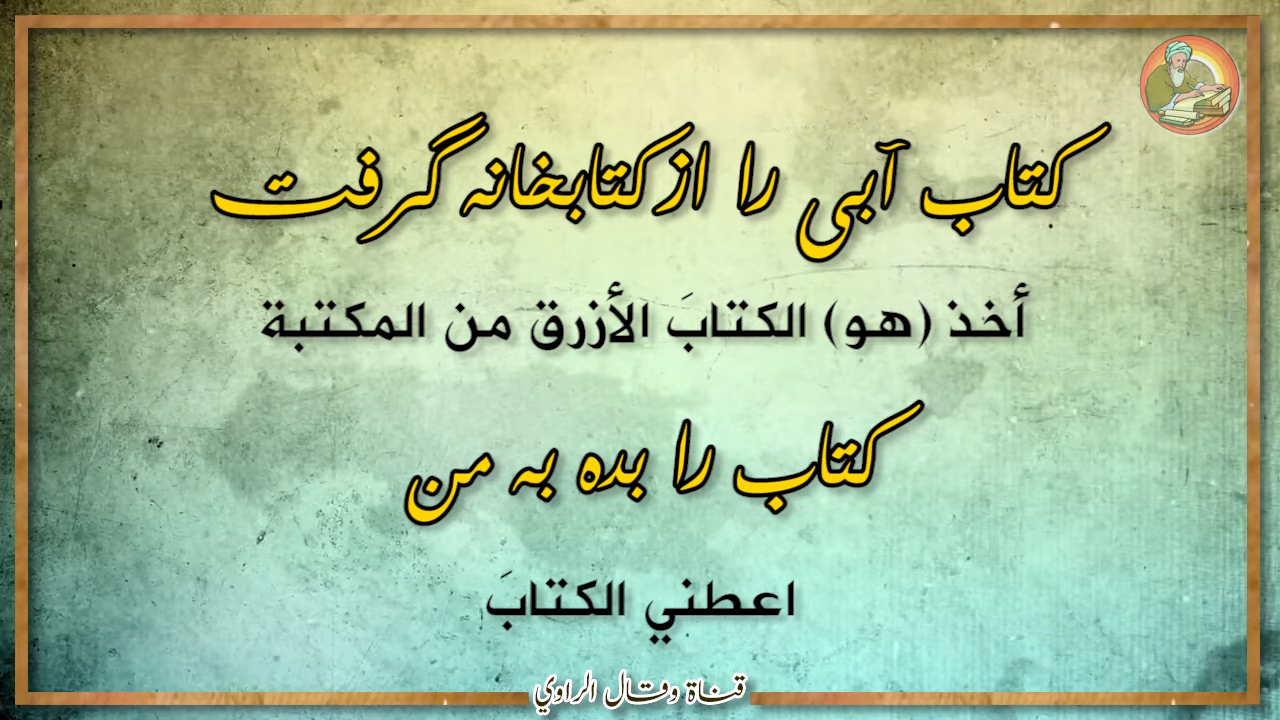 کتاب آبی را از کتابخانه گرفت
أخذ (هو) الكتابَ الأزرق من المكتبة
کتاب را بده به من
اعطني الكتابَ
قناة وقال الراوي